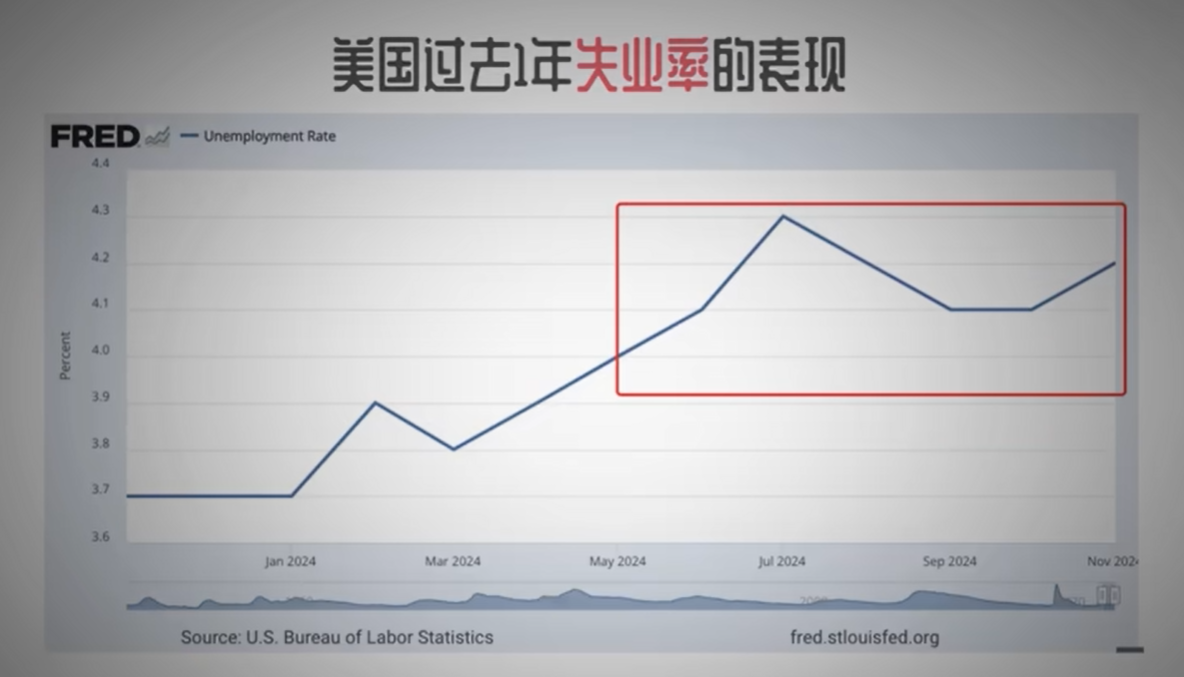 美国过去1年失业率的表现
FRED — Unemployment Rate
4.4
4.3
4.2
4.1
4.0
3.9
3.8
3.7
3.6
Percent
Jan 2024 Mar 2024 May 2024 Jul 2024 Sep 2024 Nov 2024
Source: U.S. Bureau of Labor Statistics
fred.stlouisfed.org